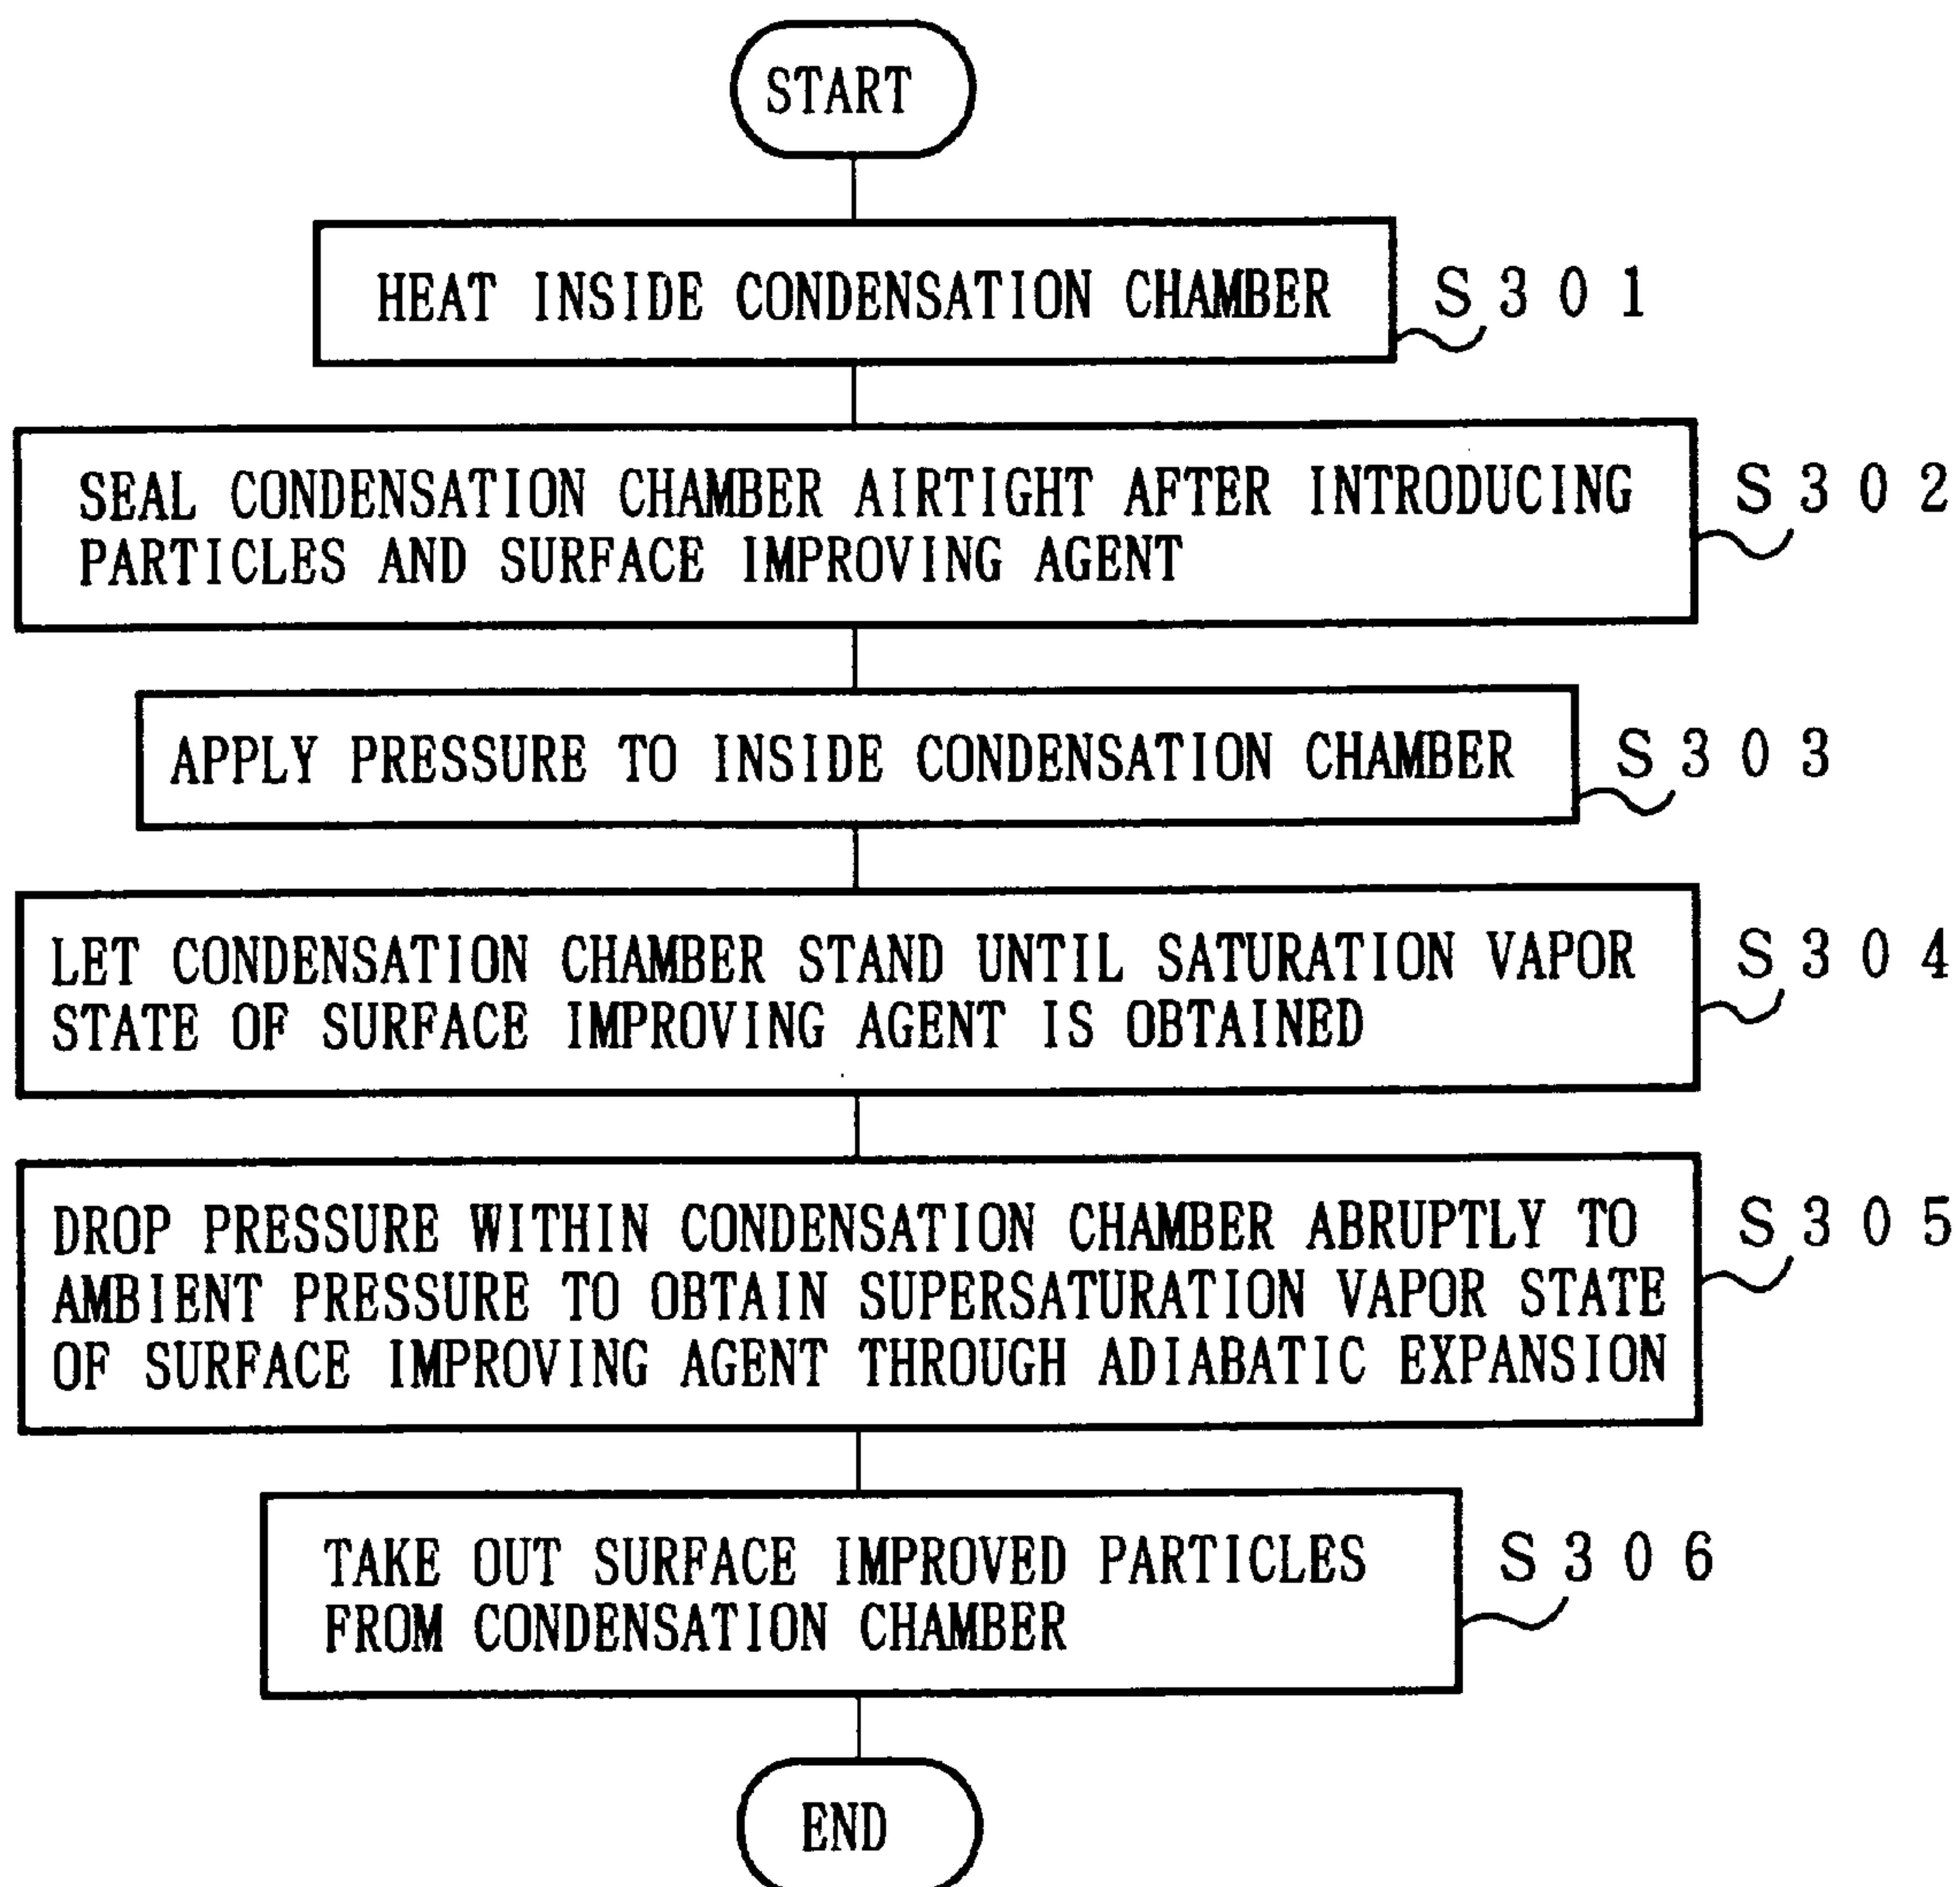 START
HEAT INSIDE CONDENSATION CHAMBER
S301
SEAL CONDENSATION CHAMBER AIRTIGHT AFTER INTRODUCING
PARTICLES AND SURFACE IMPROVING AGENT
S302
APPLY PRESSURE TO INSIDE CONDENSATION CHAMBER
S303
LET CONDENSATION CHAMBER STAND UNTIL SATURATION VAPOR
STATE OF SURFACE IMPROVING AGENT IS OBTAINED
S304
DROP PRESSURE WITHIN CONDENSATION CHAMBER ABRUPTLY TO
AMBIENT PRESSURE TO OBTAIN SUPERSATURATION VAPOR STATE
OF SURFACE IMPROVING AGENT THROUGH ADIABATIC EXPANSION
S305
TAKE OUT SURFACE IMPROVED PARTICLES
FROM CONDENSATION CHAMBER
S306
END